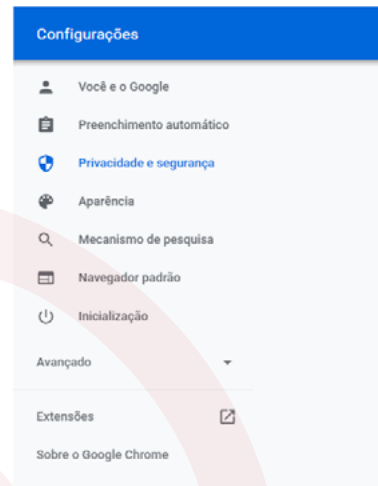 Configurações
Você e o Google
Preenchimento automático
Privacidade e segurança
Aparência
Mecanismo de pesquisa
Navegador padrão
Inicialização
Avançado
Extensões
Sobre o Google Chrome